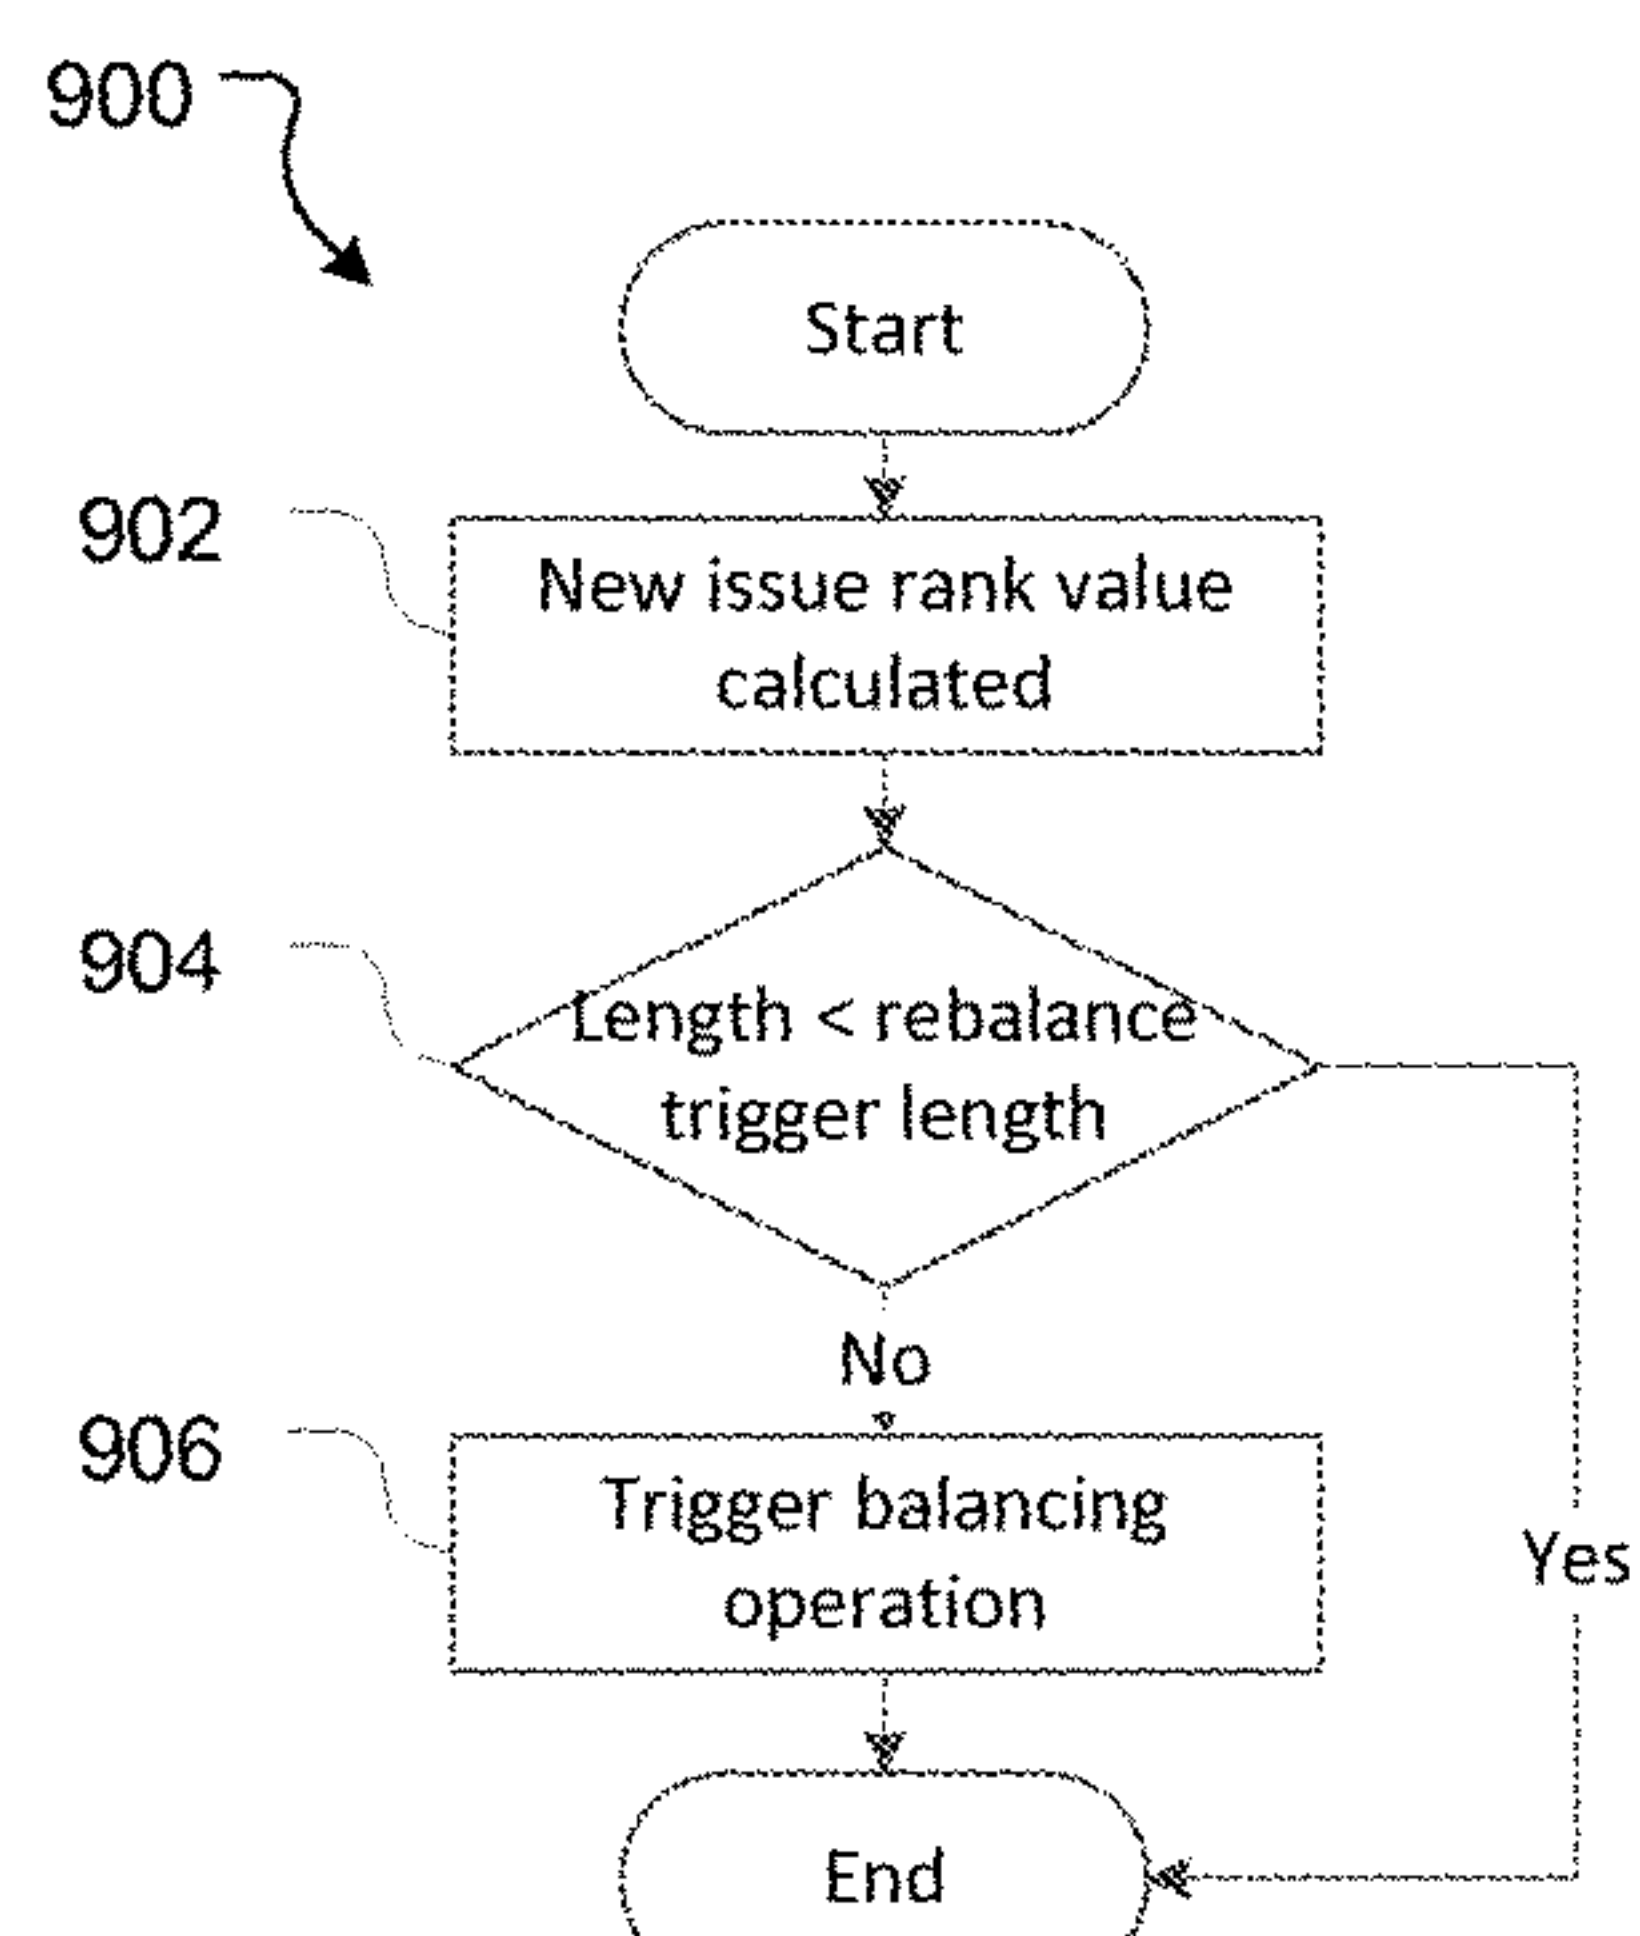 900
Start
902
New issue rank value
calculated
904
Length < rebalance
trigger length
No
906
Trigger balancing
operation
Yes
End